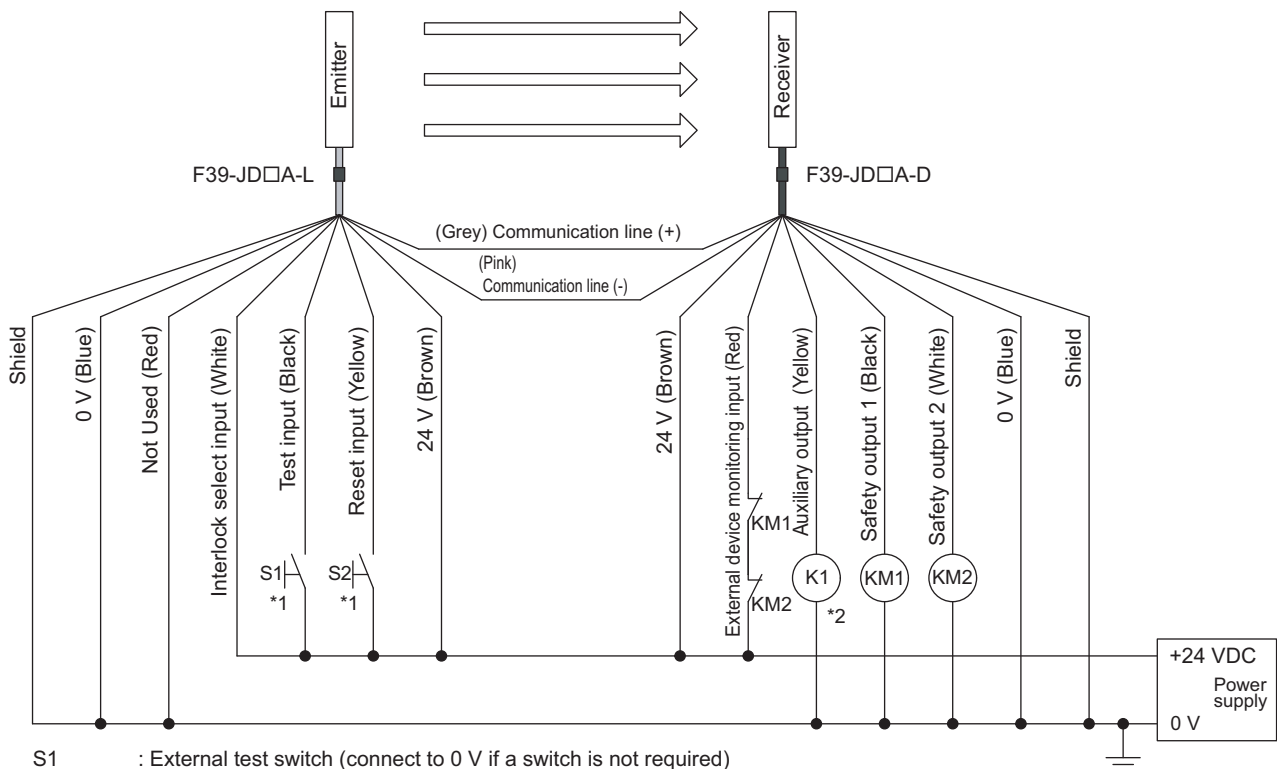 Emitter
Receiver
F39-JD□A-L
F39-JD□A-D
(Grey) Communication line (+)
(Pink)
Communication line (-)
Shield
0 V (Blue)
Not Used (Red)
Interlock select input (White)
Test input (Black)
Reset input (Yellow)
24 V (Brown)
24 V (Brown)
External device monitoring input (Red)
Auxiliary output (Yellow)
Safety output 1 (Black)
Safety output 2 (White)
0 V (Blue)
Shield
S1
*1
S2
*1
KM1
KM2
K1
*2
KM1
KM2
+24 VDC
Power
supply
0 V
S1 : External test switch (connect to 0 V if a switch is not required)